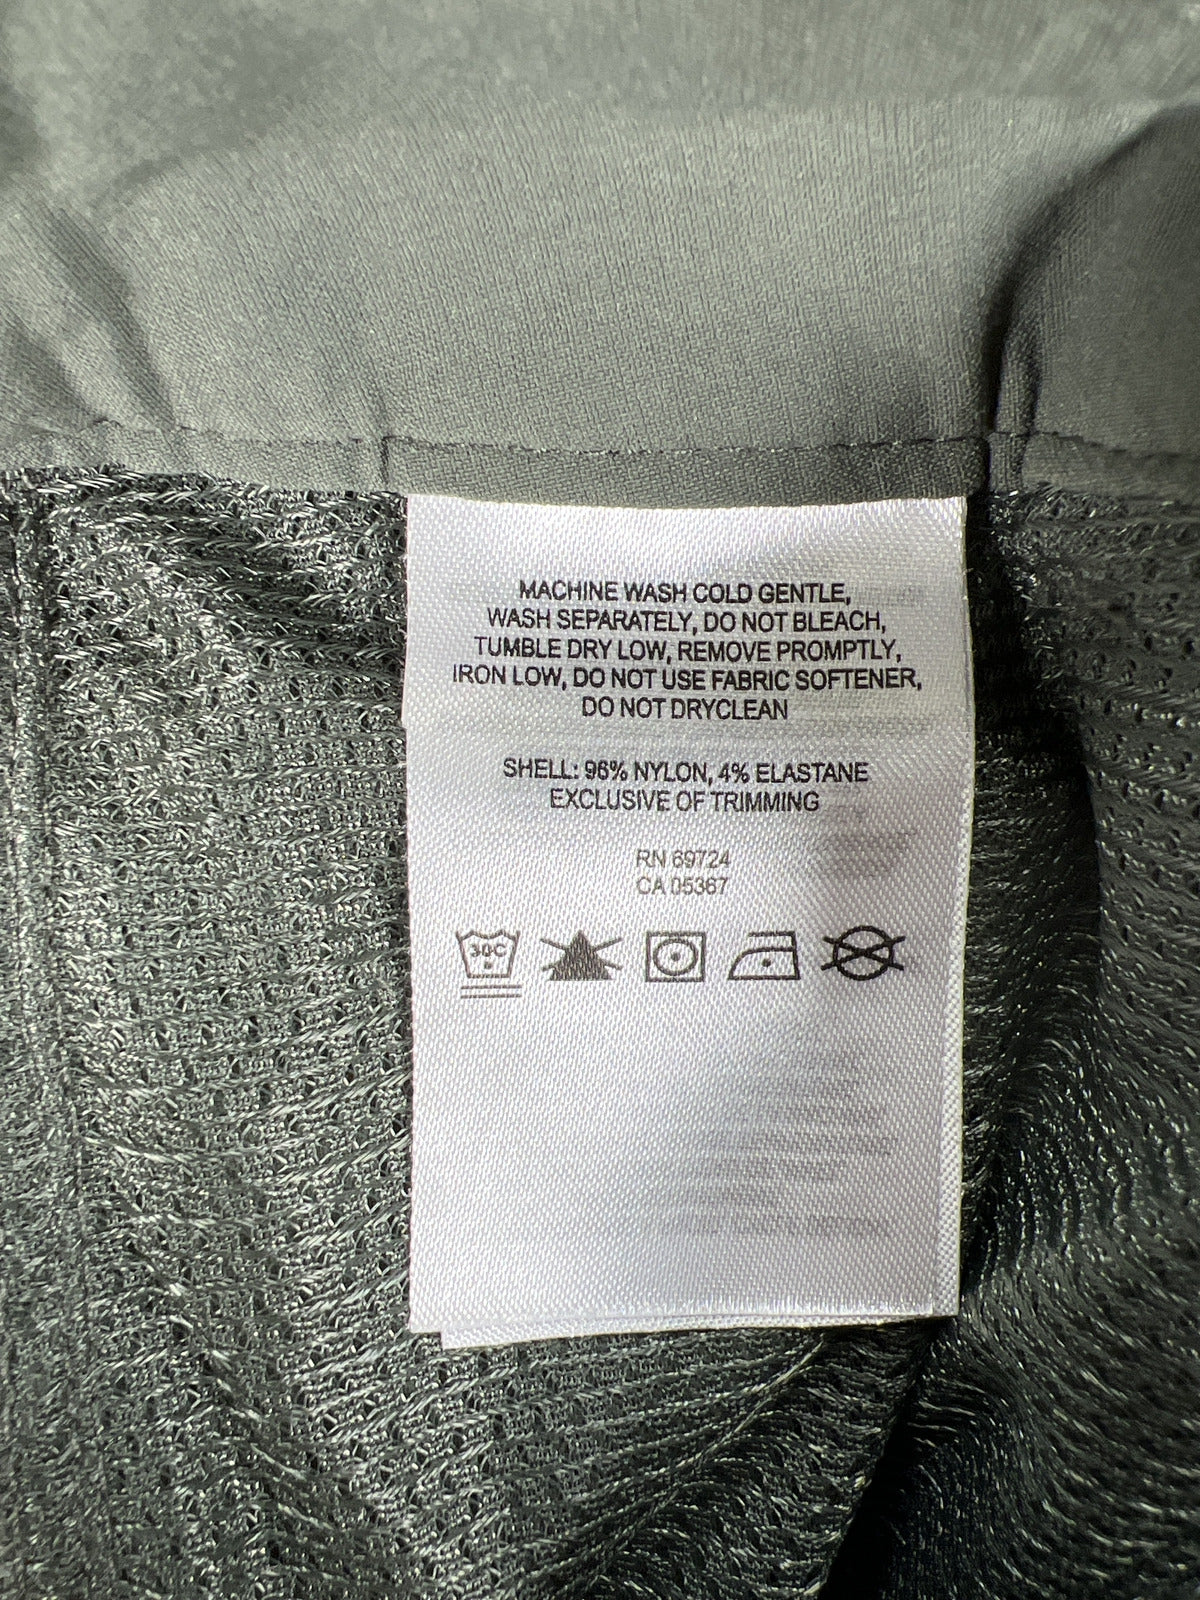 MACHINE WASH COLD GENTLE,
WASH SEPARATELY, DO NOT BLEACH,
TUMBLE DRY LOW, REMOVE PROMPTLY,
IRON LOW, DO NOT USE FABRIC SOFTENER,
DO NOT DRYCLEAN
SHELL: 96% NYLON, 4% ELASTANE
EXCLUSIVE OF TRIMMING
RN 69724
CA 05367
30C